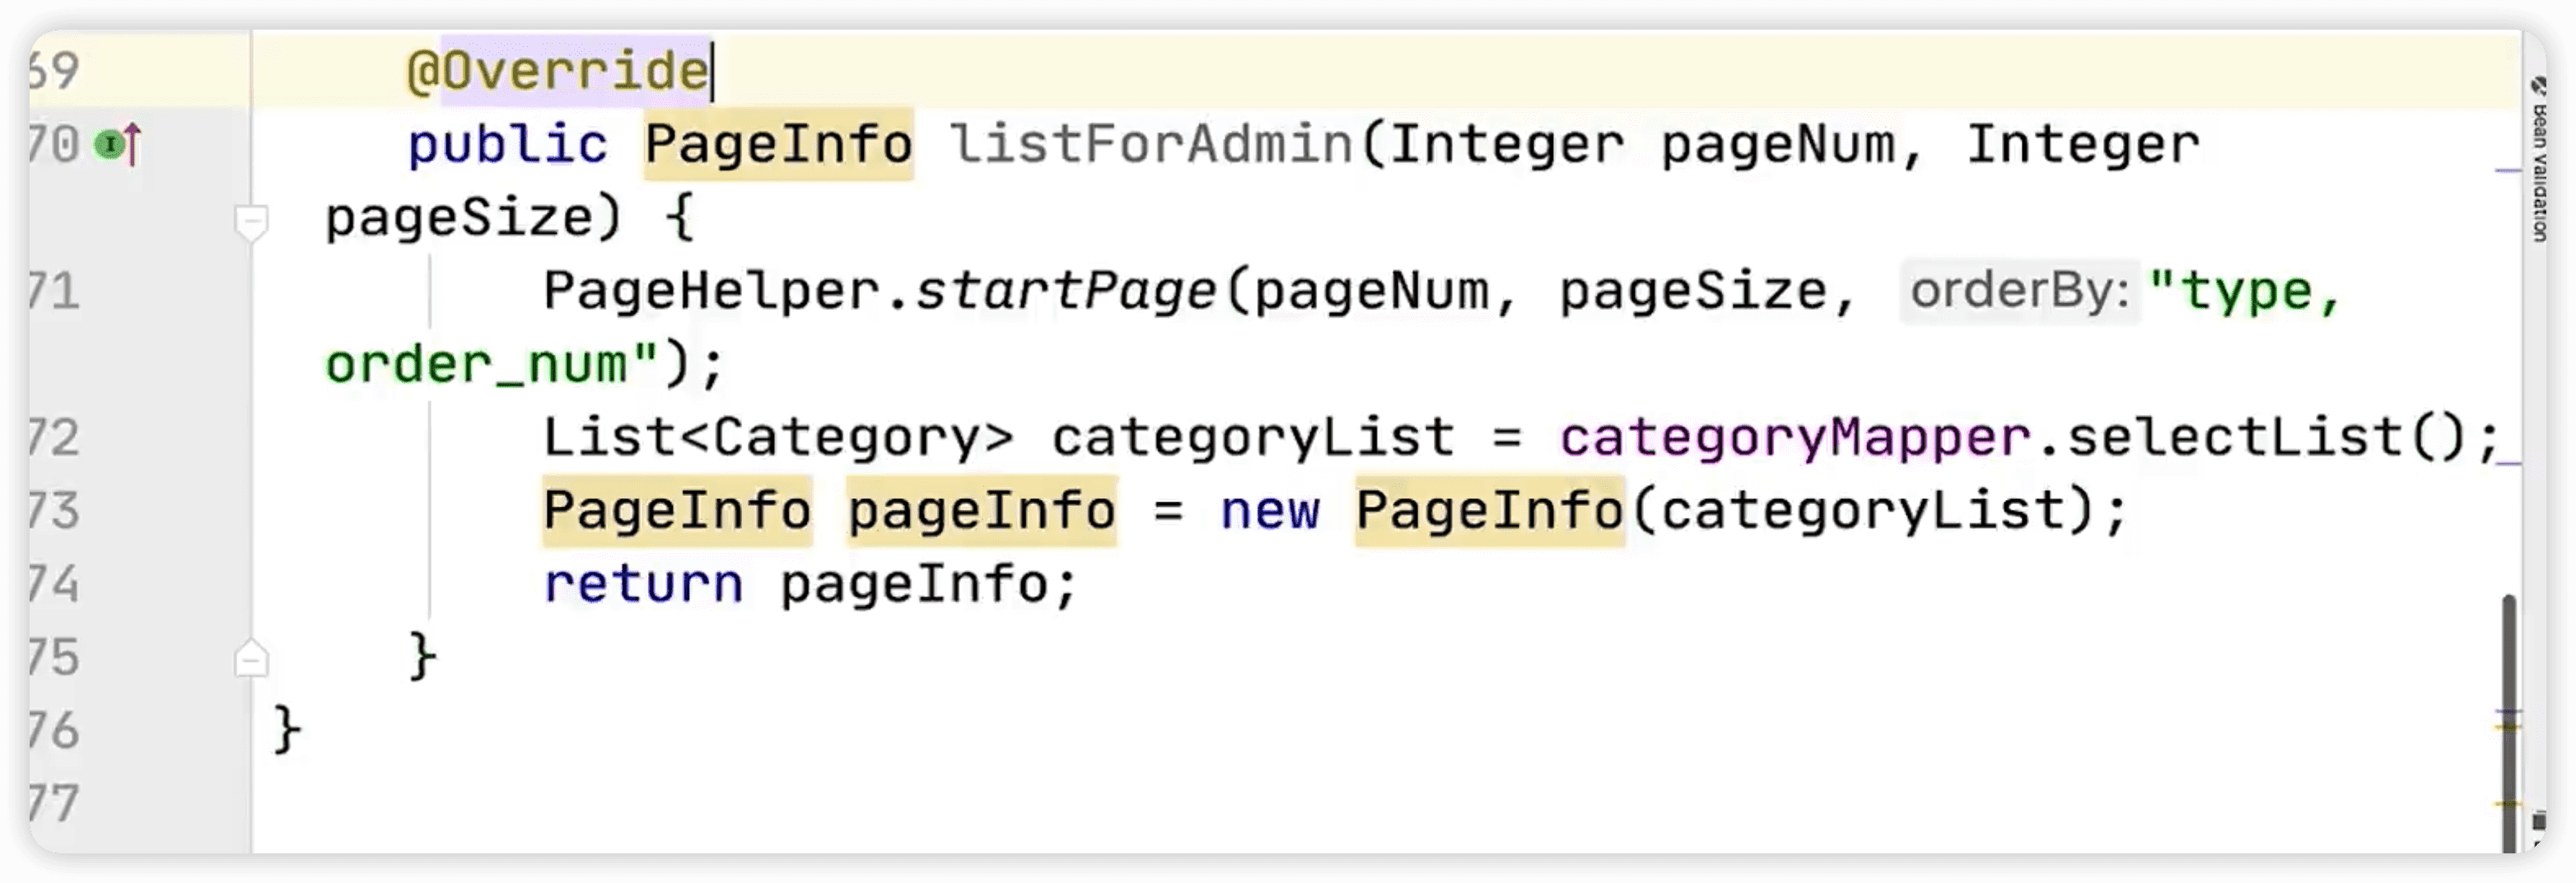 69 @Override
70 public PageInfo listForAdmin(Integer pageNum, Integer
pageSize) {
71 PageHelper.startPage(pageNum, pageSize, orderBy: "type,
order_num");
72 List<Category> categoryList = categoryMapper.selectList();
73 PageInfo pageInfo = new PageInfo(categoryList);
74 return pageInfo;
75 }
76 }
77
Bean Validation